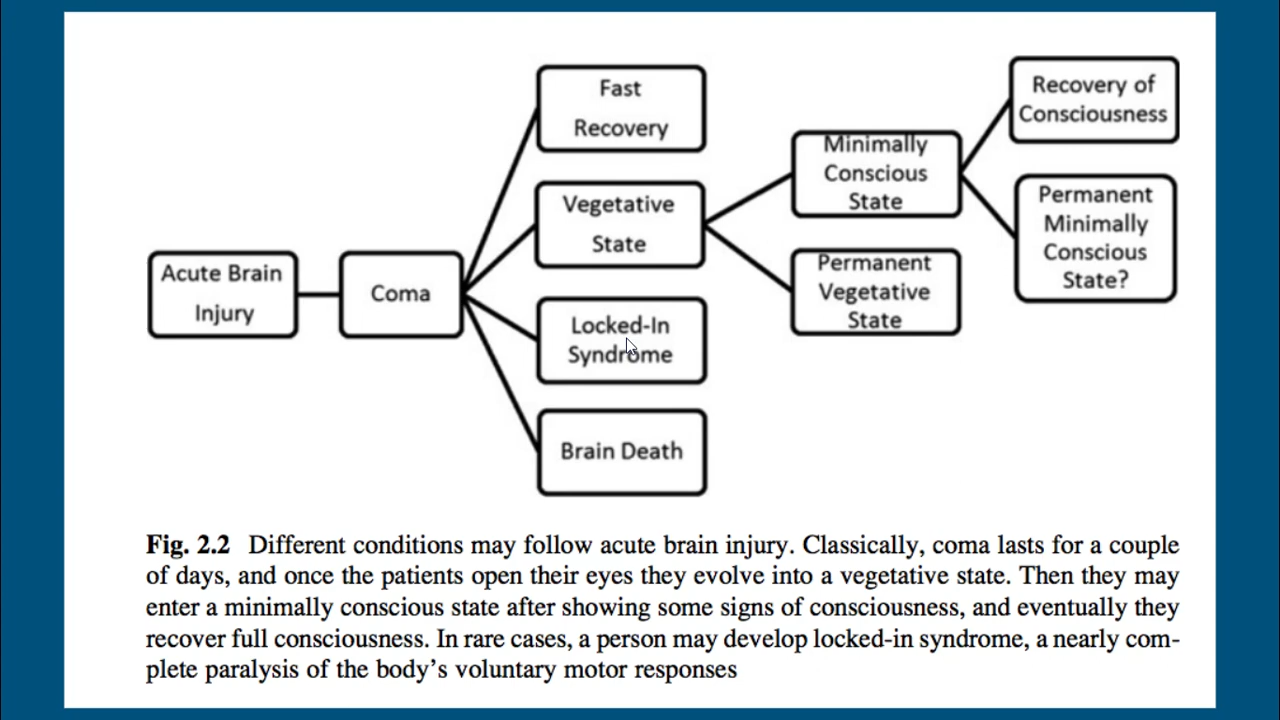 Fast
Recovery
Vegetative
State
Acute Brain
Injury
Coma
Locked-In
Syndrome
Brain Death
Minimally
Conscious
State
Permanent
Vegetative
State
Recovery of
Consciousness
Permanent
Minimally
Conscious
State?
Fig. 2.2 Different conditions may follow acute brain injury. Classically, coma lasts for a couple
of days, and once the patients open their eyes they evolve into a vegetative state. Then they may
enter a minimally conscious state after showing some signs of consciousness, and eventually they
recover full consciousness. In rare cases, a person may develop locked-in syndrome, a nearly com-
plete paralysis of the body’s voluntary motor responses